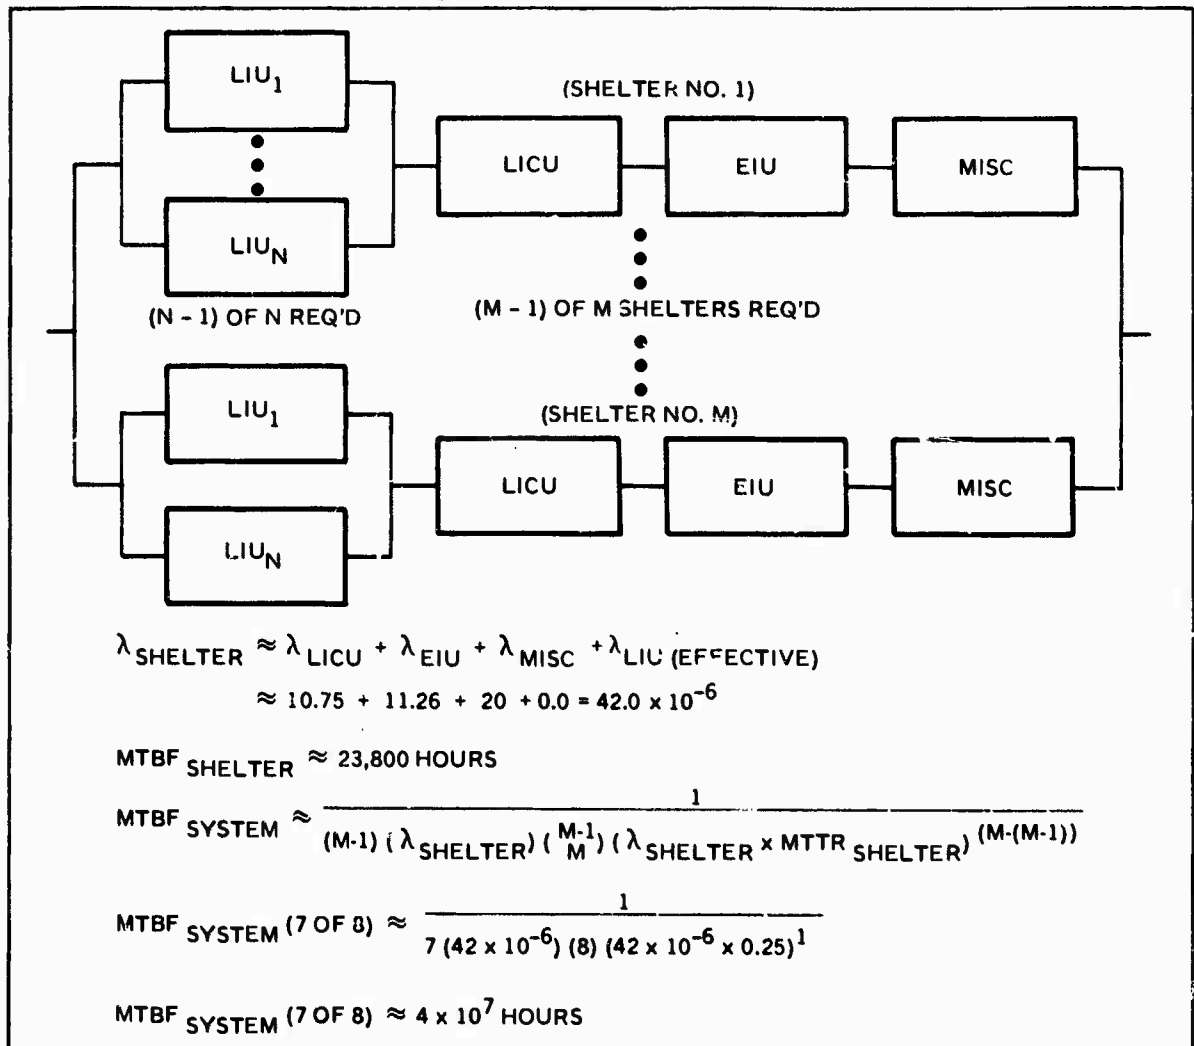 LIU1
(SHELTER NO. 1)
LICU
EIU
MISC
LIUN
(N - 1) OF N REQ'D
(M - 1) OF M SHELTERS REQ'D
LIU1
(SHELTER NO. M)
LICU
EIU
MISC
LIUN
λSHELTER ≈ λLICU + λEIU + λMISC + λLIU (EFFECTIVE)
≈ 10.75 + 11.26 + 20 + 0.0 = 42.0 x 10⁻⁶
MTBF SHELTER ≈ 23,800 HOURS
MTBF SYSTEM ≈ 1 / (M-1) (λSHELTER) (M-1 M) (λSHELTER x MTTR SHELTER) (M-(M-1))
MTBF SYSTEM (7 OF 8) ≈ 1 / 7 (42 x 10⁻⁶) (8) (42 x 10⁻⁶ x 0.25)¹
MTBF SYSTEM (7 OF 8) ≈ 4 x 10⁷ HOURS